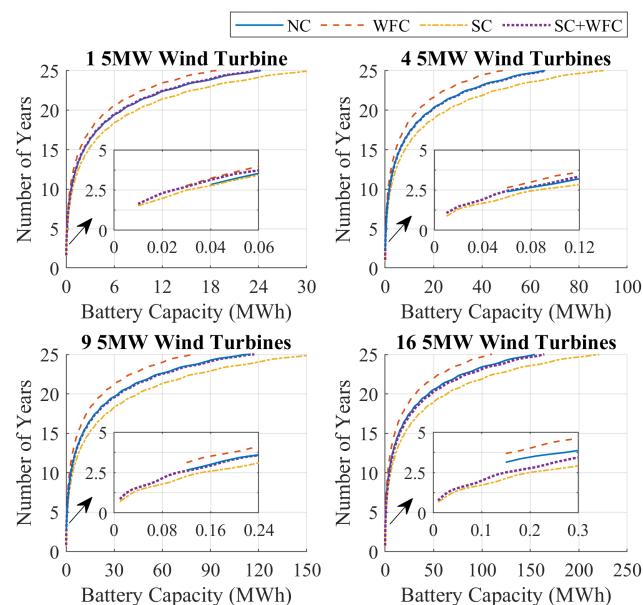 NC WFC SC SC+WFC
1 5MW Wind Turbine
4 5MW Wind Turbines
Number of Years
25
20
15
10
5
0
0 6 12 18 24 30
Battery Capacity (MWh)
5
2.5
0
0 0.02 0.04 0.06
Number of Years
25
20
15
10
5
0
0 20 40 60 80 100
Battery Capacity (MWh)
5
2.5
0
0 0.04 0.08 0.12
9 5MW Wind Turbines
16 5MW Wind Turbines
Number of Years
25
20
15
10
5
0
0 30 60 90 120 150
Battery Capacity (MWh)
5
2.5
0
0 0.08 0.16 0.24
Number of Years
25
20
15
10
5
0
0 50 100 150 200 250
Battery Capacity (MWh)
5
2.5
0
0 0.1 0.2 0.3